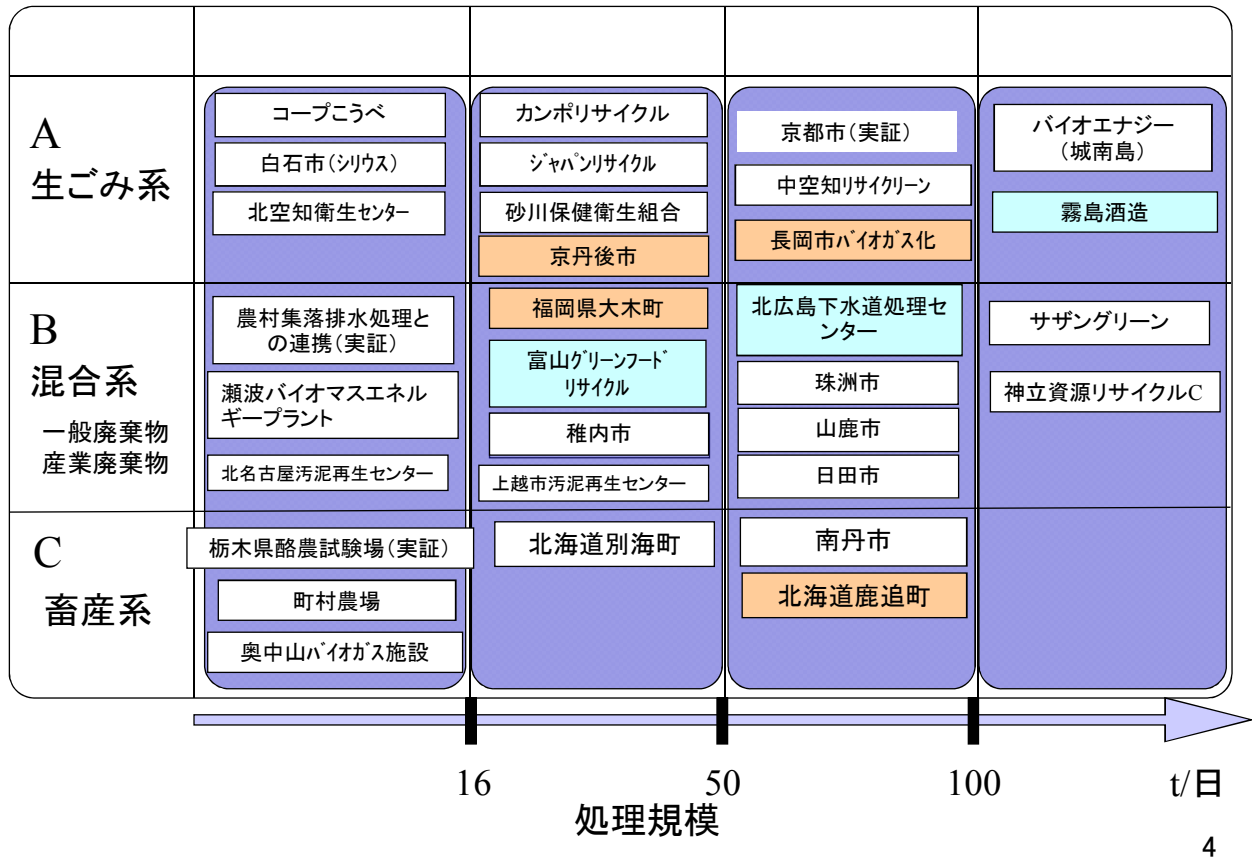 A
生ごみ系
コープこうべ
白石市(シリウス)
北空知衛生センター
カンポリサイクル
ジャパンリサイクル
砂川保健衛生組合
京丹後市
京都市(実証)
中空知リサイクリーン
長岡市バイオガス化
バイオエナジー
(城南島)
霧島酒造
B
混合系
一般廃棄物
産業廃棄物
農村集落排水処理と
の連携(実証)
瀬波バイオマスエネル
ギープラント
北名古屋汚泥再生センター
福岡県大木町
富山グリーンフード
リサイクル
稚内市
上越市汚泥再生センター
北広島下水道処理セ
ンター
珠洲市
山鹿市
日田市
サザングリーン
神立資源リサイクルC
C
畜産系
栃木県酪農試験場(実証)
町村農場
奥中山バイオガス施設
北海道別海町
南丹市
北海道鹿追町
16
50
100
t/日
処理規模
4